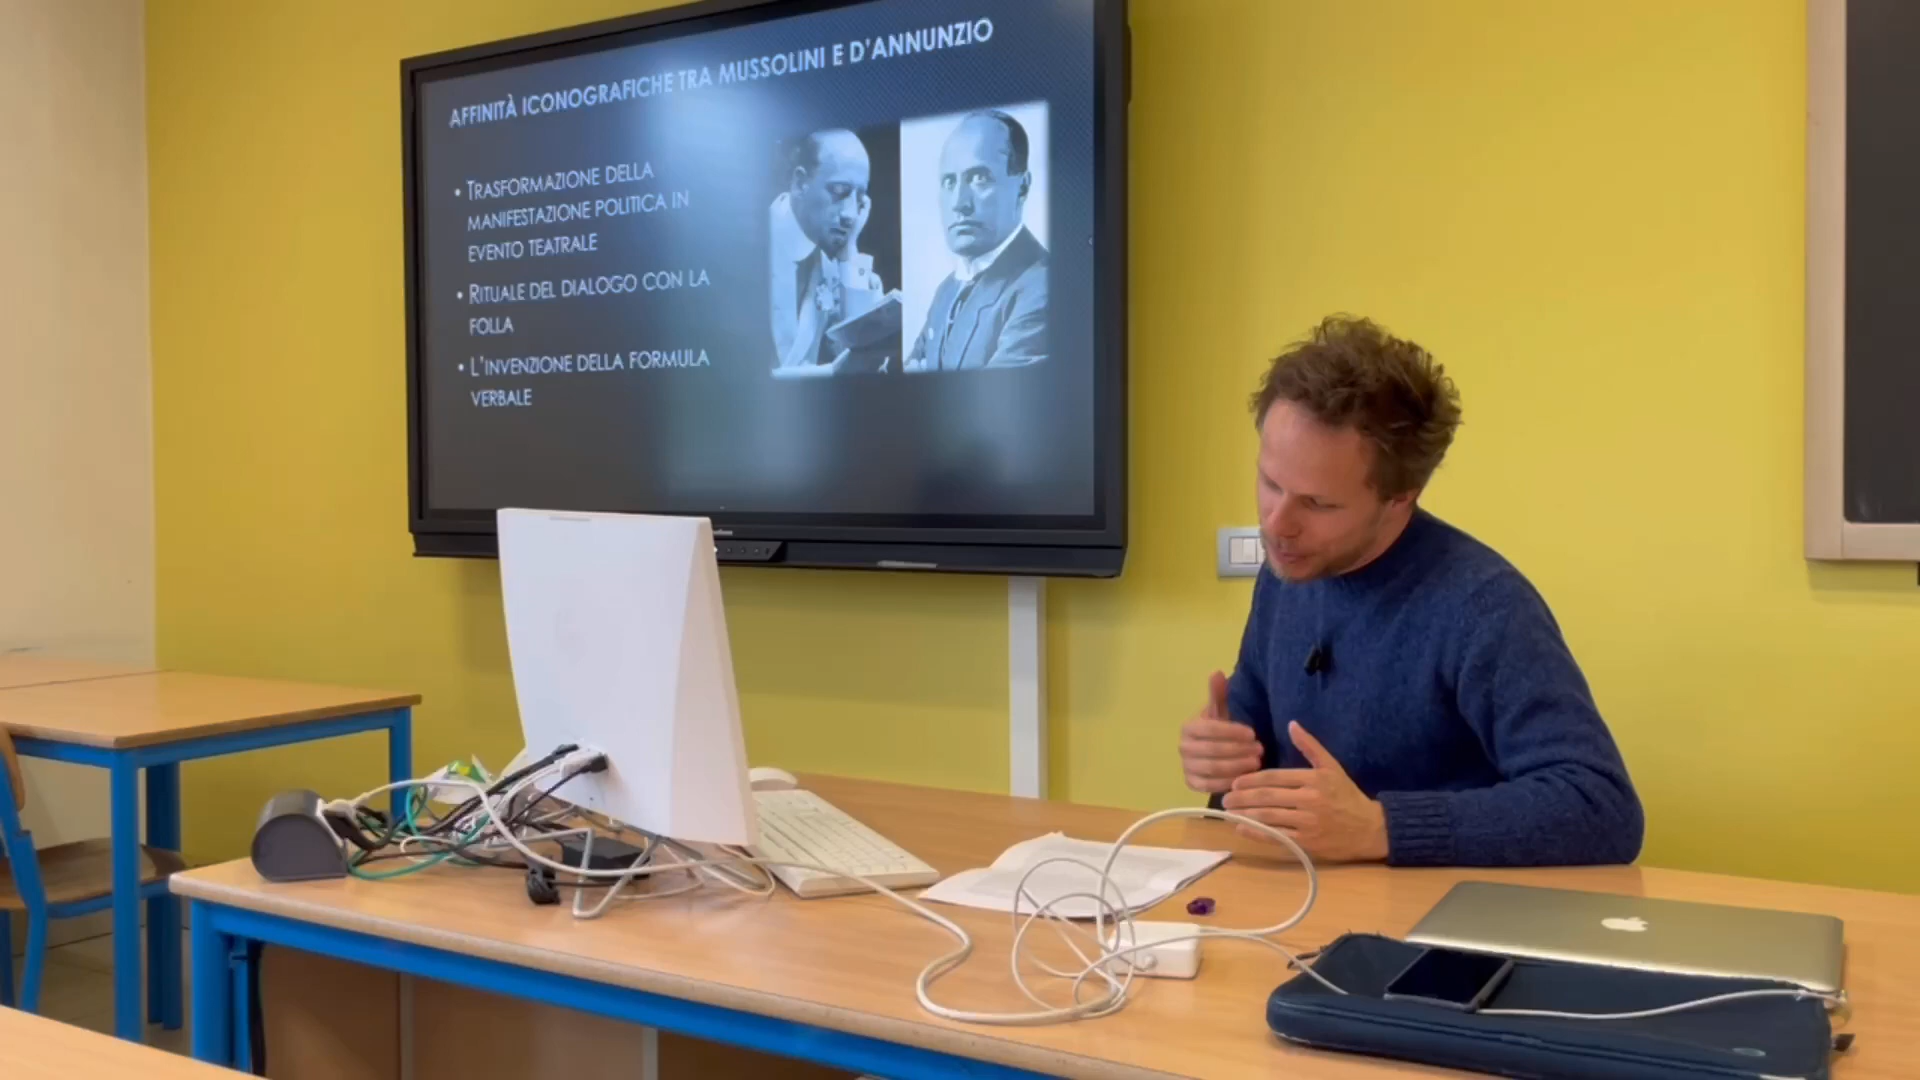 AFFINITÀ ICONOGRAFICHE TRA MUSSOLINI E D'ANNUNZIO
• TRASFORMAZIONE DELLA
MANIFESTAZIONE POLITICA IN
EVENTO TEATRALE
• RITUALE DEL DIALOGO CON LA
FOLLA
• L'INVENZIONE DELLA FORMULA
VERBALE